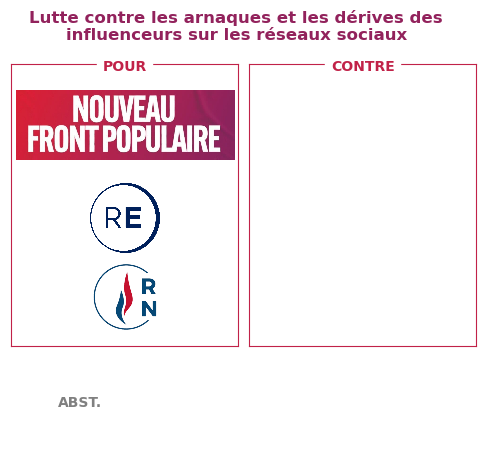 Lutte contre les arnaques et les dérives des
influenceurs sur les réseaux sociaux
POUR
CONTRE
NOUVEAU
FRONT POPULAIRE
RE
R
N
ABST.